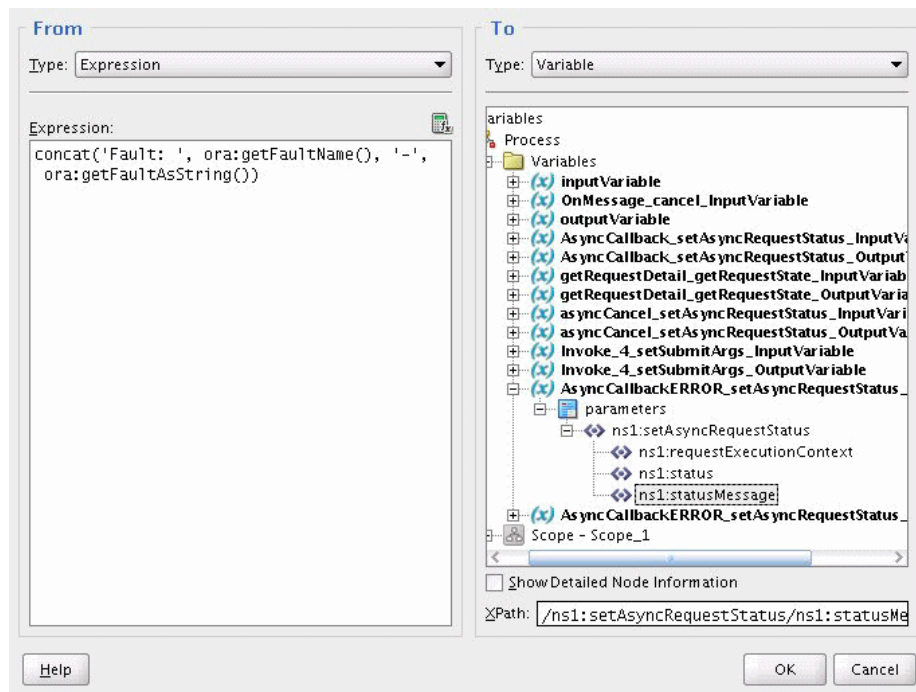 From
Type: Expression
Expression:
concat('Fault: ', ora:getFaultName(), '-',
ora:getFaultAsString())
To
Type: Variable
ariables
Process
Variables
inputVariable
OnMessage_cancel_InputVariable
outputVariable
AsyncCallback_setAsyncRequestStatus_InputVa
AsyncCallback_setAsyncRequestStatus_Output
getRequestDetail_getRequestState_InputVariab
getRequestDetail_getRequestState_OutputVaria
asyncCancel_setAsyncRequestStatus_InputVari
asyncCancel_setAsyncRequestStatus_OutputVa
Invoke_4_setSubmitArgs_InputVariable
Invoke_4_setSubmitArgs_OutputVariable
AsyncCallbackERROR_setAsyncRequestStatus_
parameters
ns1:setAsyncRequestStatus
ns1:requestExecutionContext
ns1:status
ns1:statusMessage
AsyncCallbackERROR_setAsyncRequestStatus_
Scope - Scope_1
Show Detailed Node Information
XPath: /ns1:setAsyncRequestStatus/ns1:statusMe
Help
OK
Cancel